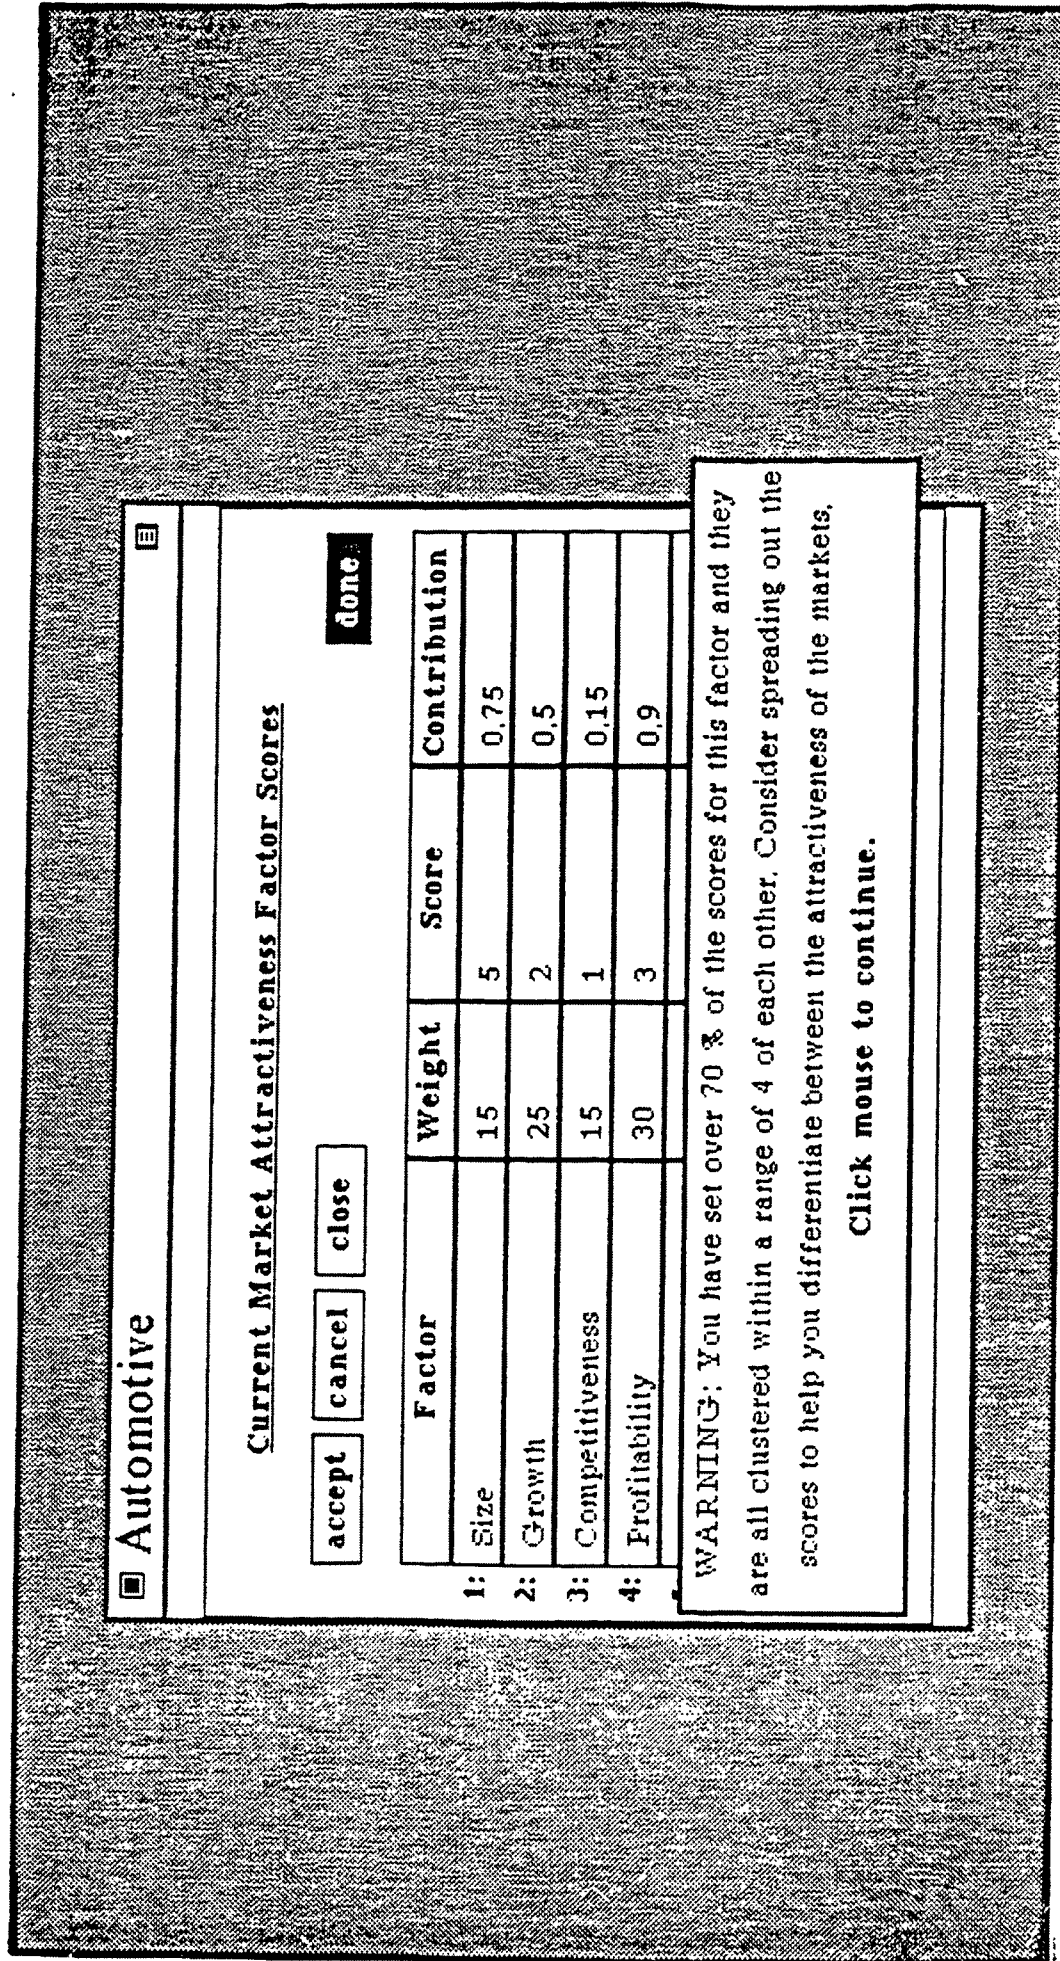 Automotive
Current Market Attractiveness Factor Scores
accept cancel close done
Factor Weight Score Contribution
1: Size 15 5 0.75
2: Growth 25 2 0.5
3: Competitiveness 15 1 0.15
4: Profitability 30 3 0.9
WARNING: You have set over 70 % of the scores for this factor and they
are all clustered within a range of 4 of each other. Consider spreading out the
scores to help you differentiate between the attractiveness of the markets.
Click mouse to continue.